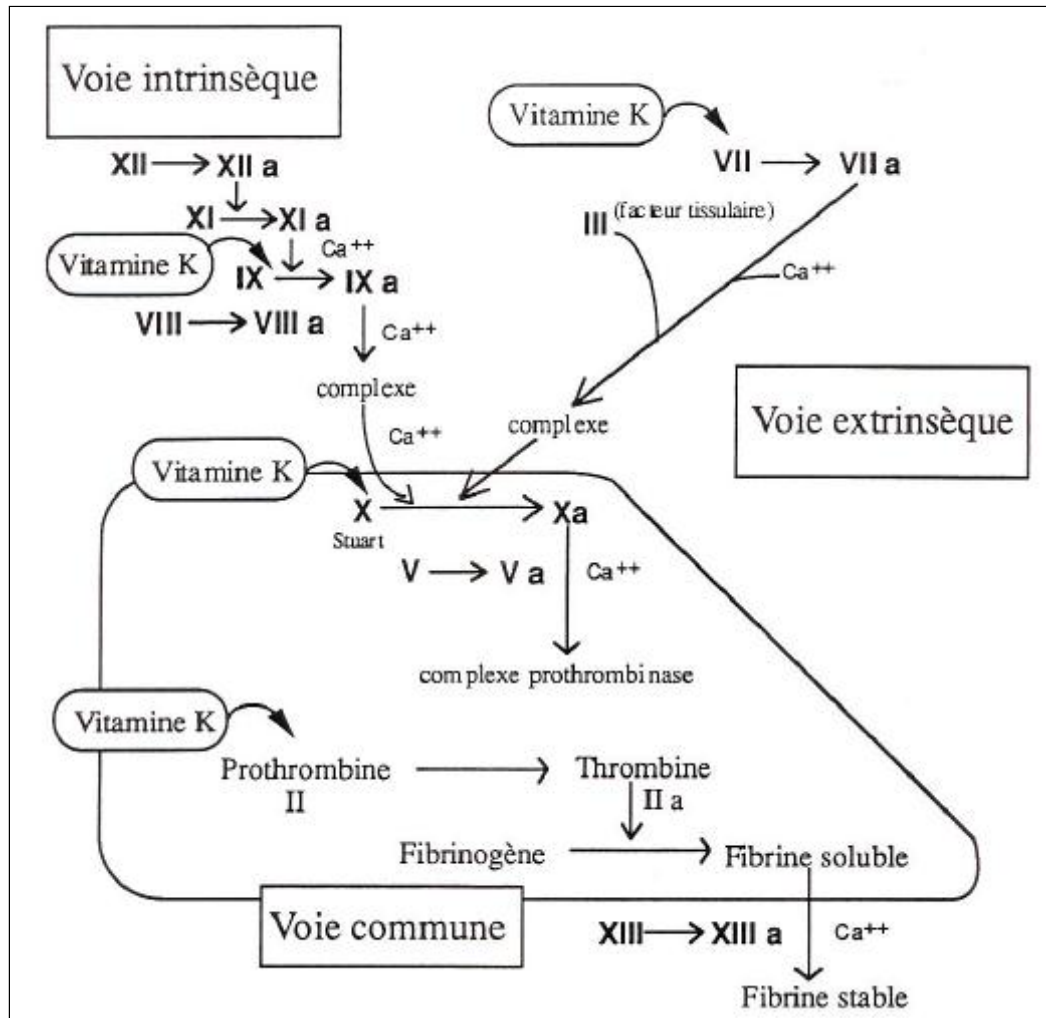 Voie intrinsèque
Vitamine K
XII XII a
VII VII a
XI XI a
III (facteur tissulaire)
Ca++
Vitamine K
IX IX a
Ca++
VIII VIII a
Ca++
complexe
complexe
Voie extrinsèque
Ca++
Vitamine K
X Xa
Stuart
V V a
Ca++
complexe prothrombinase
Vitamine K
Prothrombine Thrombine
II II a
Fibrinogène Fibrine soluble
Voie commune
XIII XIII a
Ca++
Fibrine stable